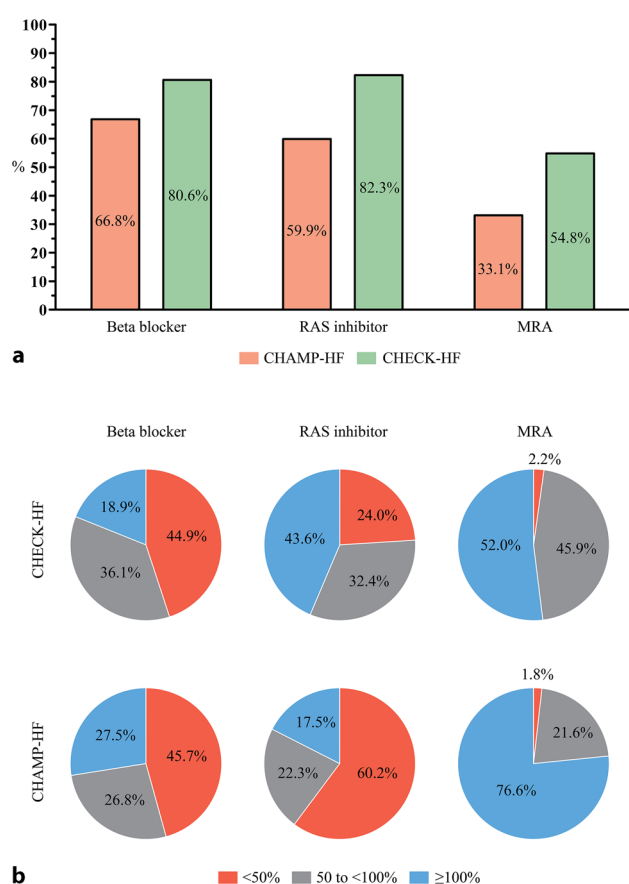 100
90
80
70
60
%
50
40
30
20
10
0
66.8%
80.6%
59.9%
82.3%
33.1%
54.8%
Beta blocker
RAS inhibitor
MRA
a
CHAMP-HF
CHECK-HF
Beta blocker
RAS inhibitor
MRA
CHECK-HF
18.9%
44.9%
36.1%
43.6%
24.0%
32.4%
2.2%
52.0%
45.9%
CHAMP-HF
27.5%
45.7%
26.8%
17.5%
22.3%
60.2%
1.8%
21.6%
76.6%
b
<50%
50 to <100%
≥100%